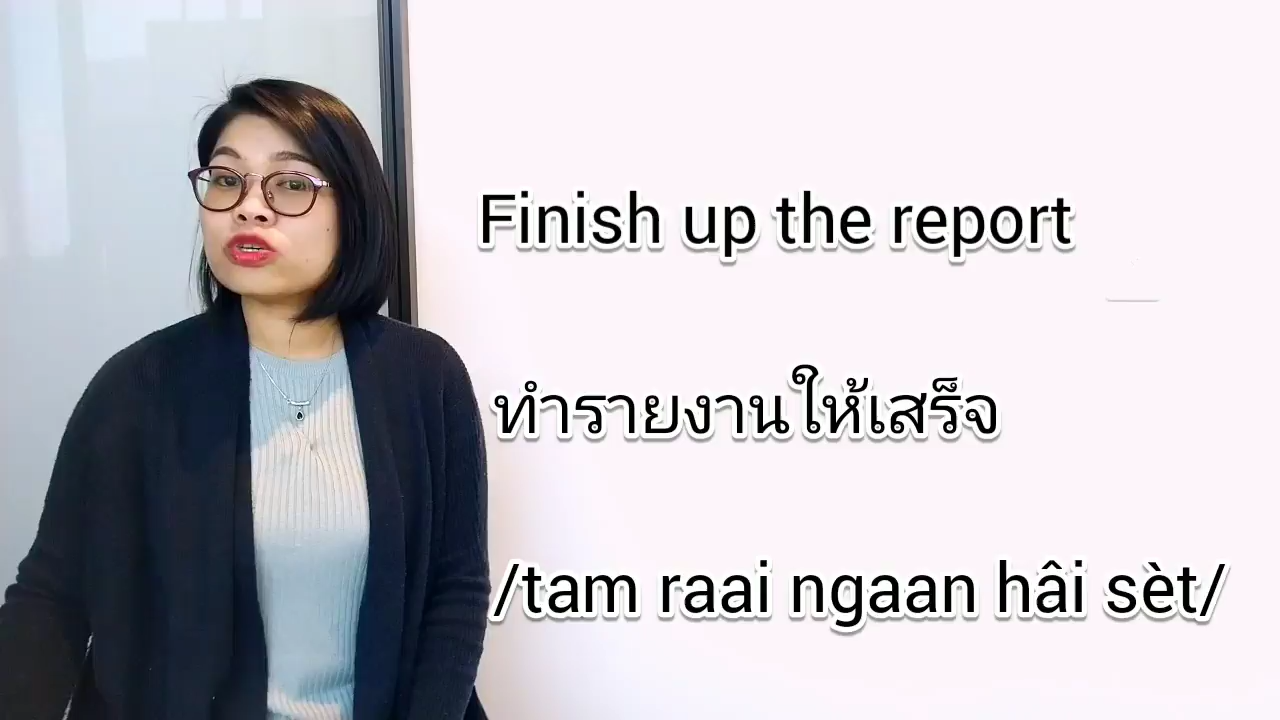 Finish up the report
ทำรายงานให้เสร็จ
/tam raai ngaan hâi sèt/